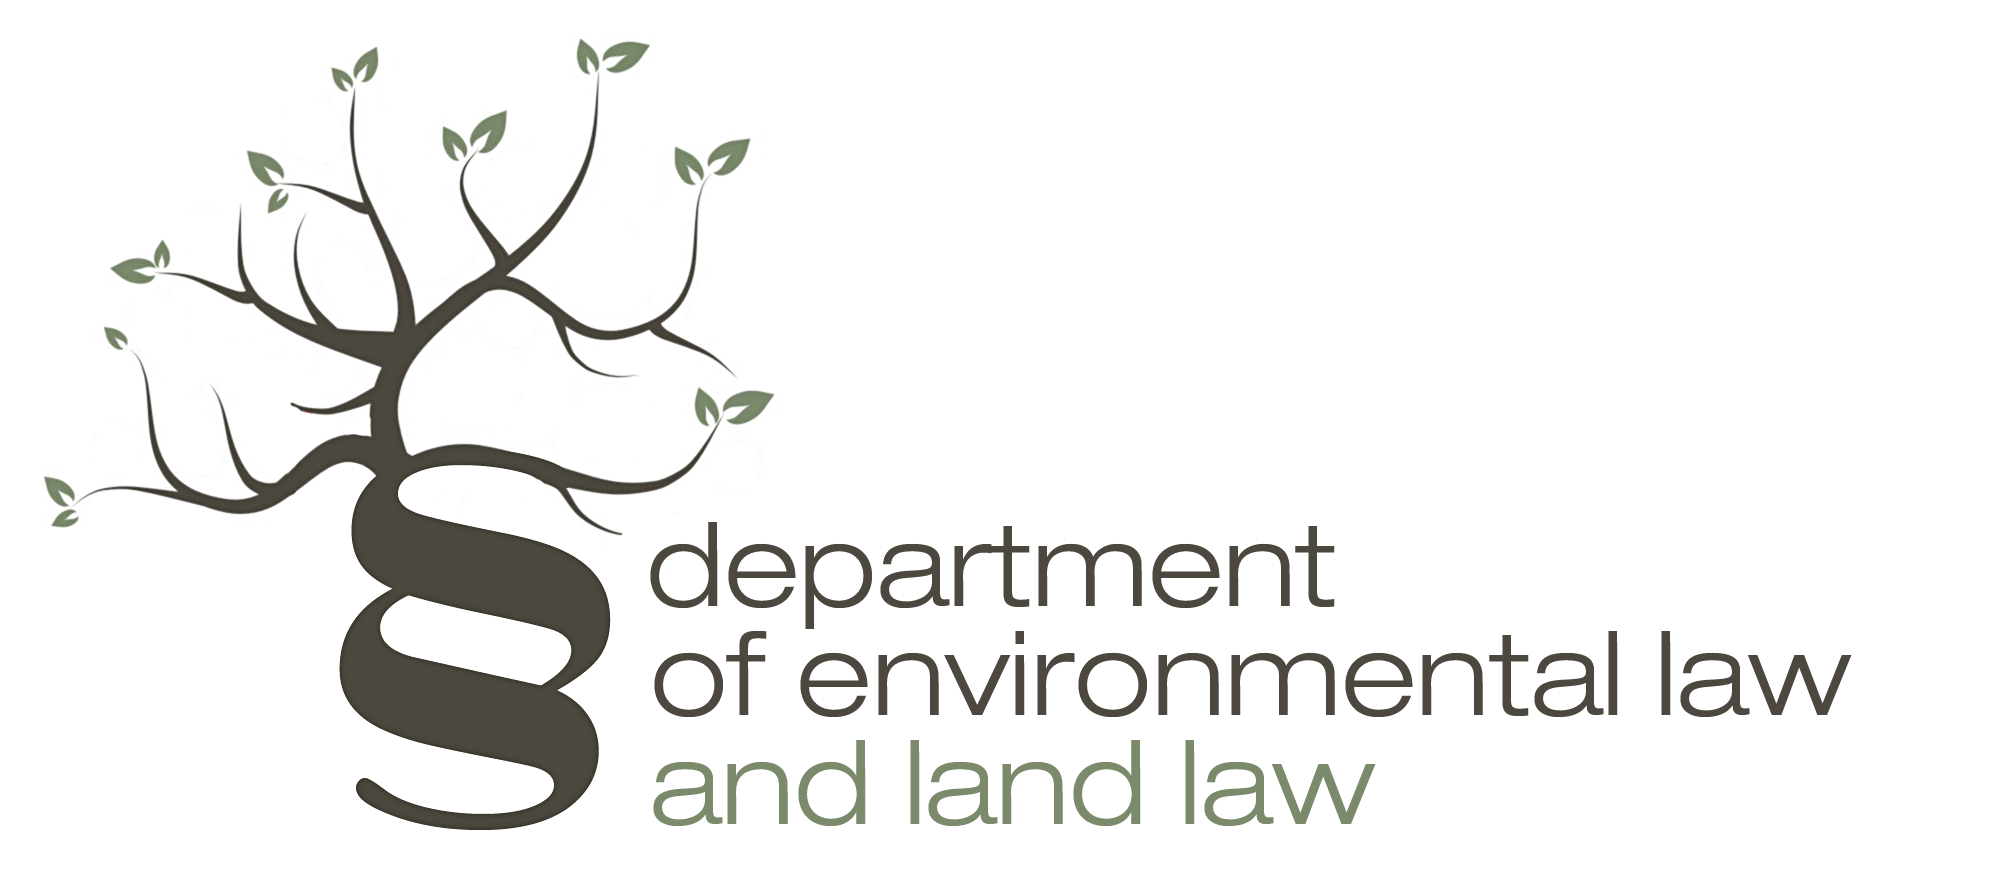 §
department
of environmental law
and land law